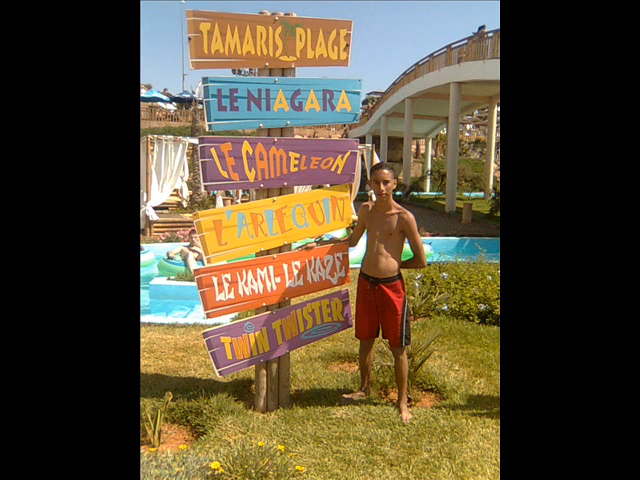 TAMARIS PLAGE
LE NIAGARA
LE CAMELEON
L'ARLEQUIN
LE KAMI-LE KAZE
TWIN TWISTER